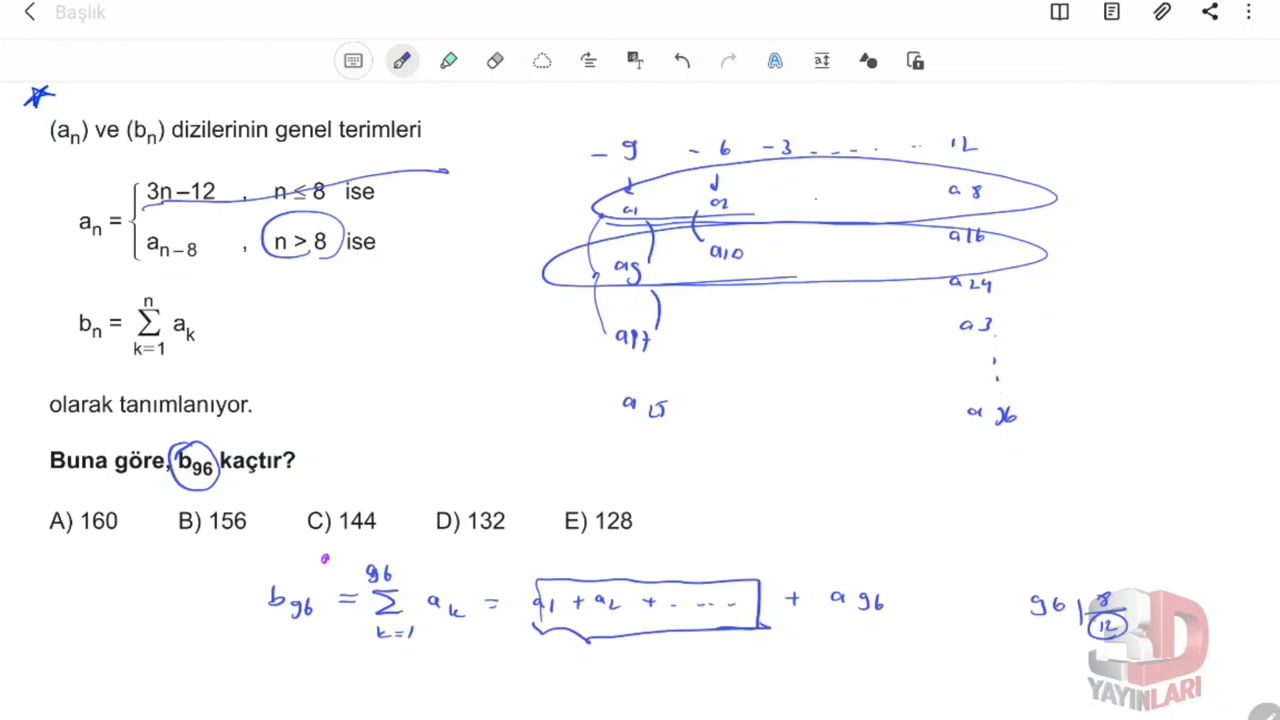 Başlık
(an) ve (bn) dizilerinin genel terimleri
an = { 3n−12 , n ≤ 8 ise
an−8 , n > 8 ise
bn = n ∑ k=1 ak
olarak tanımlanıyor.
Buna göre, b96 kaçtır?
A) 160 B) 156 C) 144 D) 132 E) 128
-9 -6 -3 ....... 12
a1 a2 a8
a9 a10 a16
a17 a24
a25 a3
a96
b96 = 96 ∑ k=1 ak = a1 + a2 + .... + a96
96 | 8
12
3D
YAYINLARI